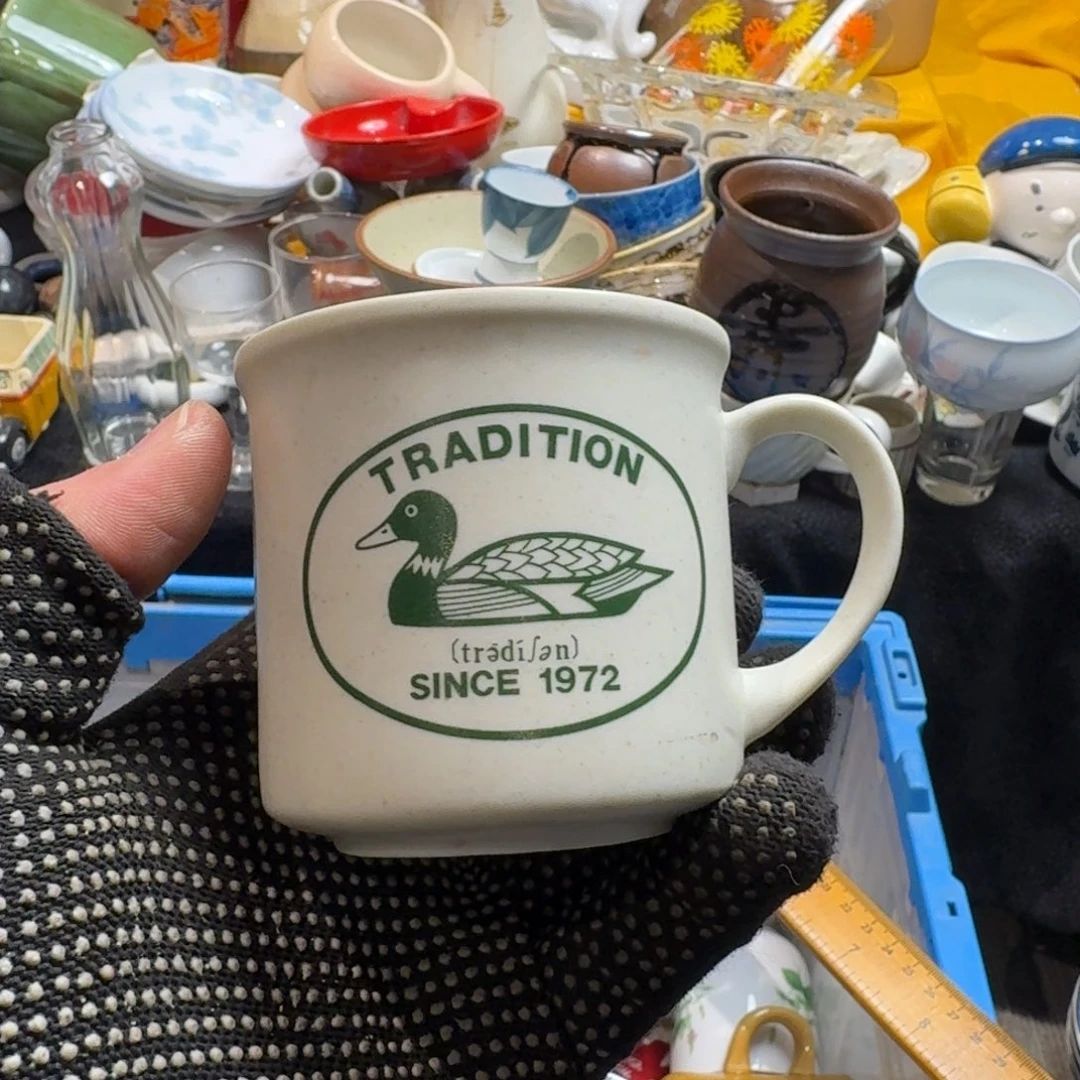 TRADITION
(trədíʃən)
SINCE 1972